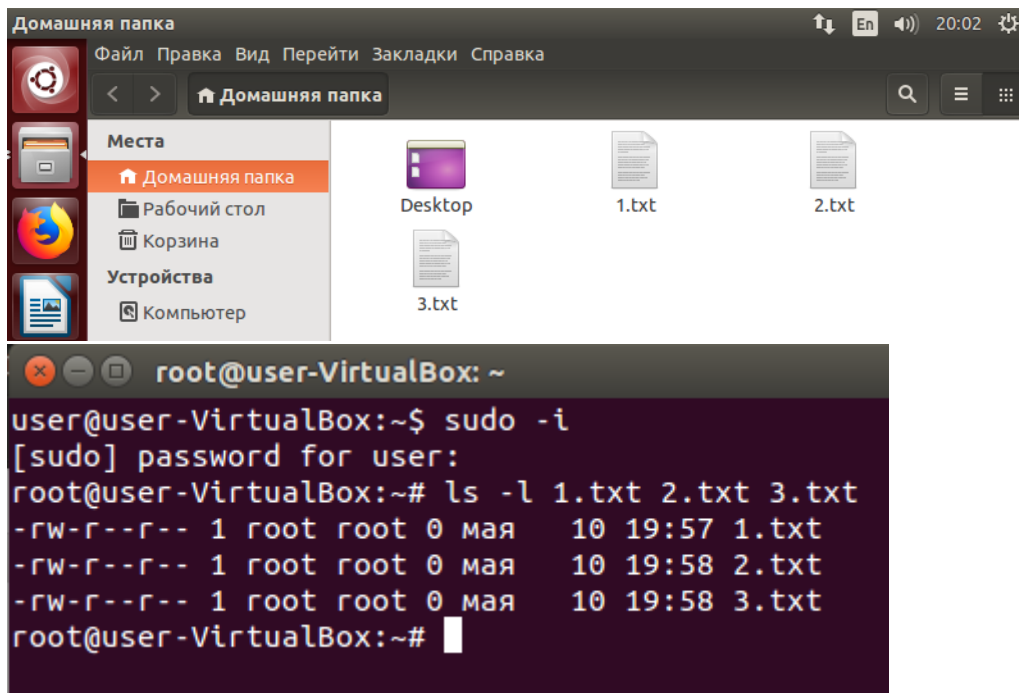 Домашняя папка
En
20:02
Файл Правка Вид Перейти Закладки Справка
Домашняя папка
Места
Домашняя папка
Рабочий стол
Корзина
Устройства
Компьютер
Desktop
1.txt
2.txt
3.txt
root@user-VirtualBox: ~
user@user-VirtualBox:~$ sudo -i
[sudo] password for user:
root@user-VirtualBox:~# ls -l 1.txt 2.txt 3.txt
-rw-r--r-- 1 root root 0 мая   10 19:57 1.txt
-rw-r--r-- 1 root root 0 мая   10 19:58 2.txt
-rw-r--r-- 1 root root 0 мая   10 19:58 3.txt
root@user-VirtualBox:~#